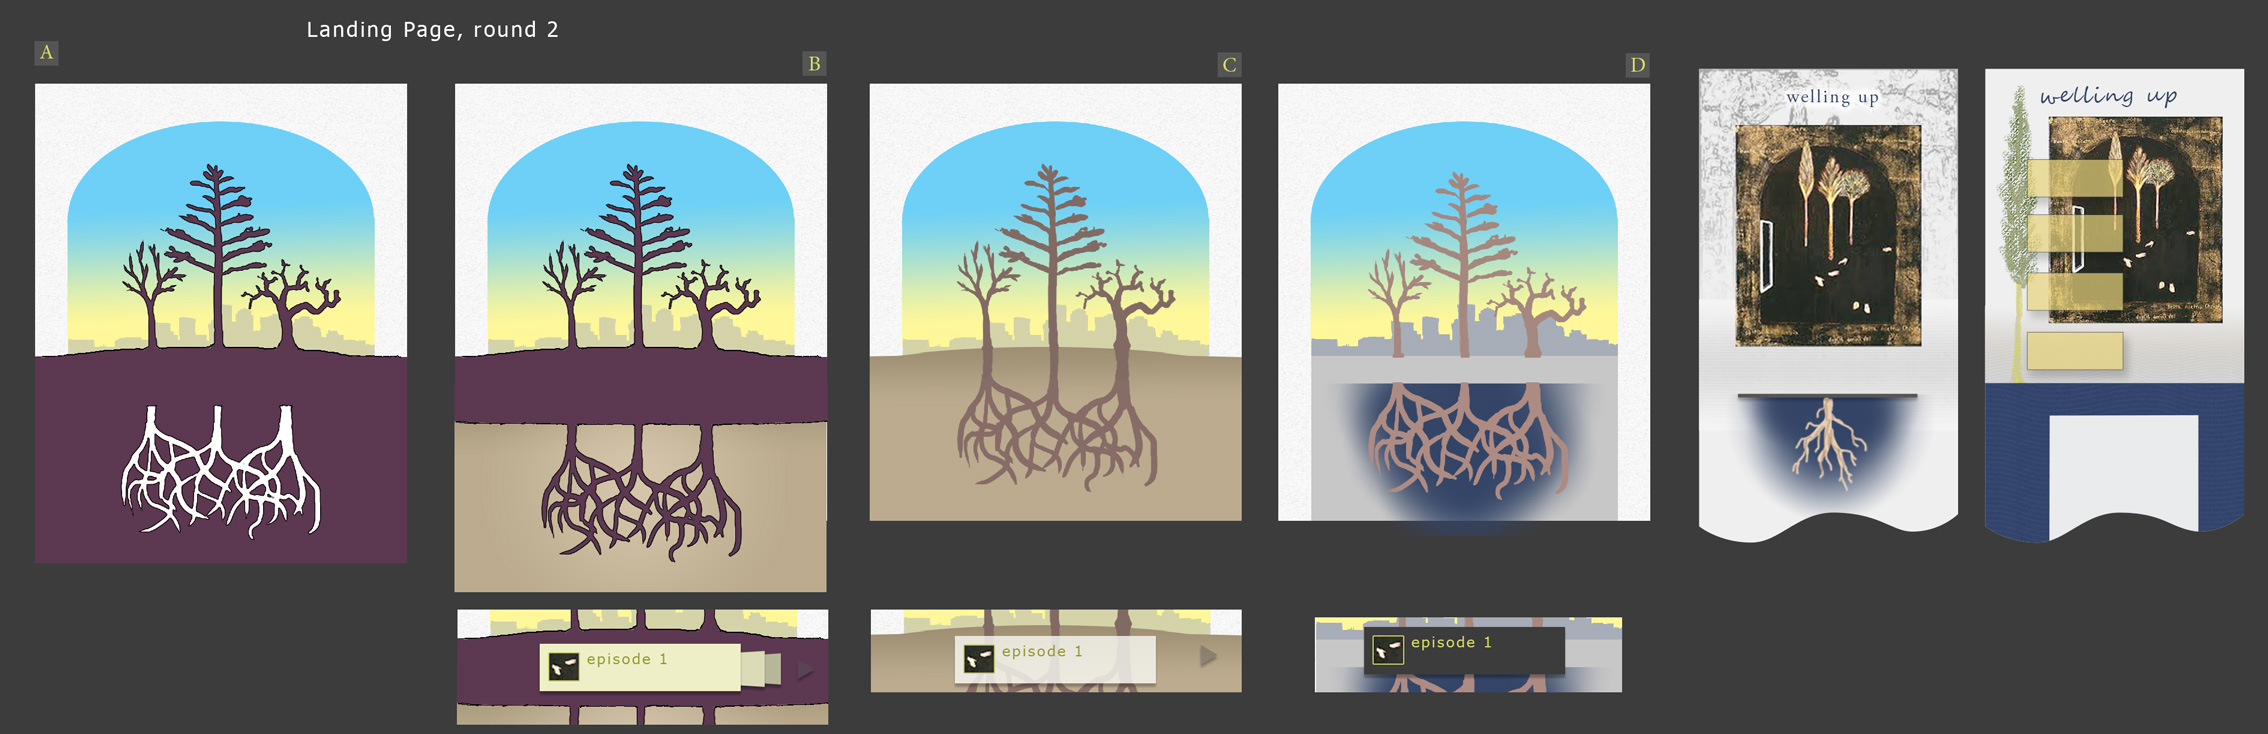 Landing Page, round 2
A
B
C
D
welling up
welling up
episode 1
episode 1
episode 1